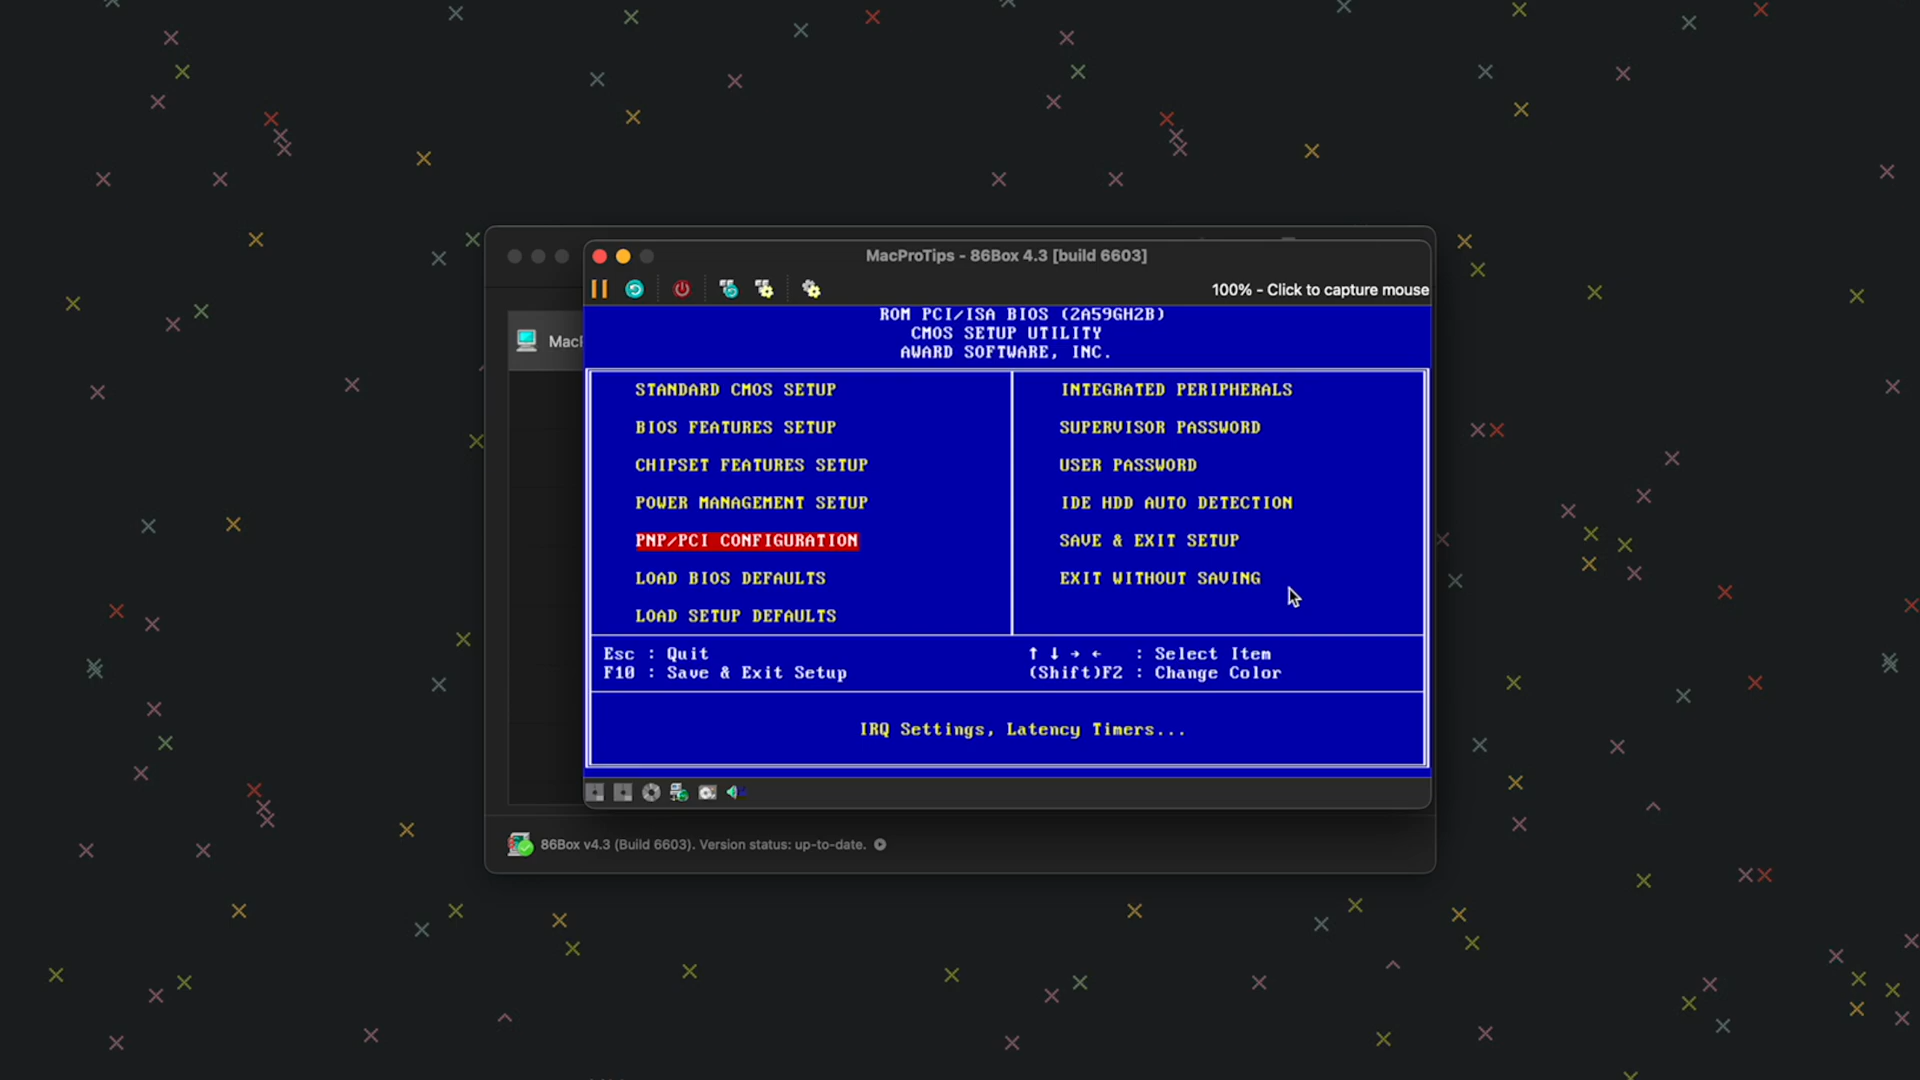 MacProTips - 86Box 4.3 [build 6603]
100% - Click to capture mouse
ROM PCI/ISA BIOS (2A59GH2B)
CMOS SETUP UTILITY
AWARD SOFTWARE, INC.
MacP
STANDARD CMOS SETUP
INTEGRATED PERIPHERALS
BIOS FEATURES SETUP
SUPERVISOR PASSWORD
CHIPSET FEATURES SETUP
USER PASSWORD
POWER MANAGEMENT SETUP
IDE HDD AUTO DETECTION
PNP/PCI CONFIGURATION
SAVE & EXIT SETUP
LOAD BIOS DEFAULTS
EXIT WITHOUT SAVING
LOAD SETUP DEFAULTS
Esc : Quit
↑ ↓ → ← : Select Item
F10 : Save & Exit Setup
(Shift)F2 : Change Color
IRQ Settings, Latency Timers...
86Box v4.3 (Build 6603). Version status: up-to-date.